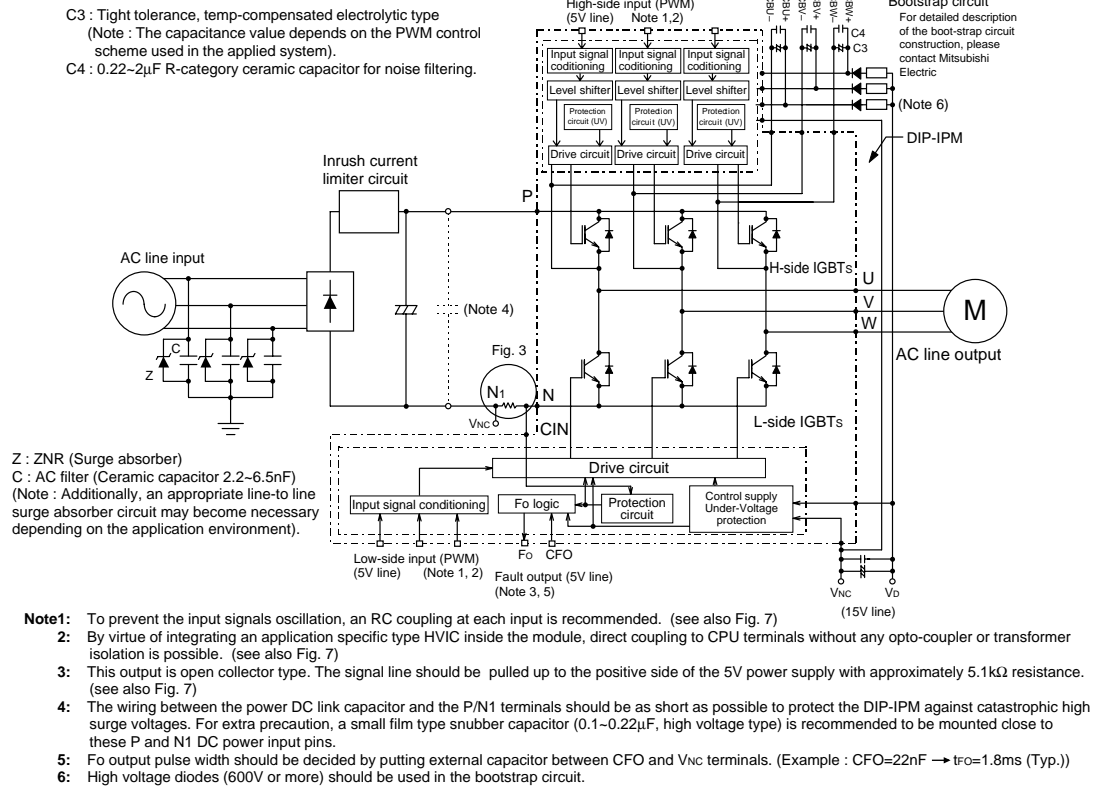 C3 : Tight tolerance, temp-compensated electrolytic type
(Note : The capacitance value depends on the PWM control
scheme used in the applied system).
C4 : 0.22~2μF R-category ceramic capacitor for noise filtering.
High-side input (PWM)
(5V line) Note 1,2)
CBU–
CBU+
CBV–
CBV+
CBW–
CBW+
C4
C3
Bootstrap circuit
For detailed description
of the boot-strap circuit
construction, please
contact Mitsubishi
Electric
(Note 6)
DIP-IPM
Input signal
coditioning
Input signal
coditioning
Input signal
coditioning
Level shifter
Level shifter
Level shifter
Protection
circuit (UV)
Protection
circuit (UV)
Protection
circuit (UV)
Drive circuit
Drive circuit
Drive circuit
Inrush current
limiter circuit
P
AC line input
H-side IGBTS
U
V
W
M
AC line output
(Note 4)
C
Z
Fig. 3
N1
N
VNC
CIN
L-side IGBTS
Z : ZNR (Surge absorber)
C : AC filter (Ceramic capacitor 2.2~6.5nF)
(Note : Additionally, an appropriate line-to line
surge absorber circuit may become necessary
depending on the application environment).
Drive circuit
Input signal conditioning
Fo logic
Protection
circuit
Control supply
Under-Voltage
protection
Low-side input (PWM)
(5V line) (Note 1, 2)
FO
CFO
Fault output (5V line)
(Note 3, 5)
VNC
VD
(15V line)
Note1: To prevent the input signals oscillation, an RC coupling at each input is recommended. (see also Fig. 7)
2: By virtue of integrating an application specific type HVIC inside the module, direct coupling to CPU terminals without any opto-coupler or transformer
isolation is possible. (see also Fig. 7)
3: This output is open collector type. The signal line should be pulled up to the positive side of the 5V power supply with approximately 5.1kΩ resistance.
(see also Fig. 7)
4: The wiring between the power DC link capacitor and the P/N1 terminals should be as short as possible to protect the DIP-IPM against catastrophic high
surge voltages. For extra precaution, a small film type snubber capacitor (0.1~0.22μF, high voltage type) is recommended to be mounted close to
these P and N1 DC power input pins.
5: Fo output pulse width should be decided by putting external capacitor between CFO and VNC terminals. (Example : CFO=22nF → tFO=1.8ms (Typ.))
6: High voltage diodes (600V or more) should be used in the bootstrap circuit.